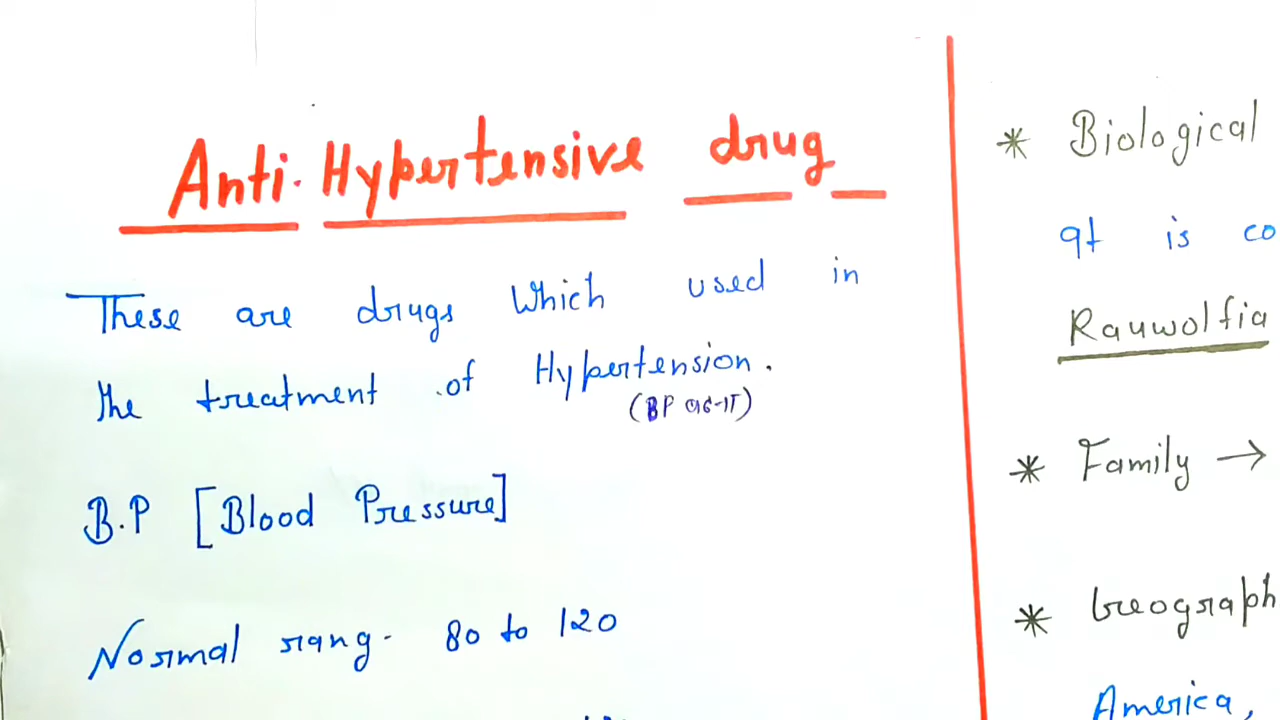 Anti-Hypertensive drug
These are drugs which used in
the treatment of Hypertension.
(BP
B.P [Blood Pressure]
Normal rang- 80 to 120
* Biological
It is co
Rauwolfia
* Family →
* Geograph
America,